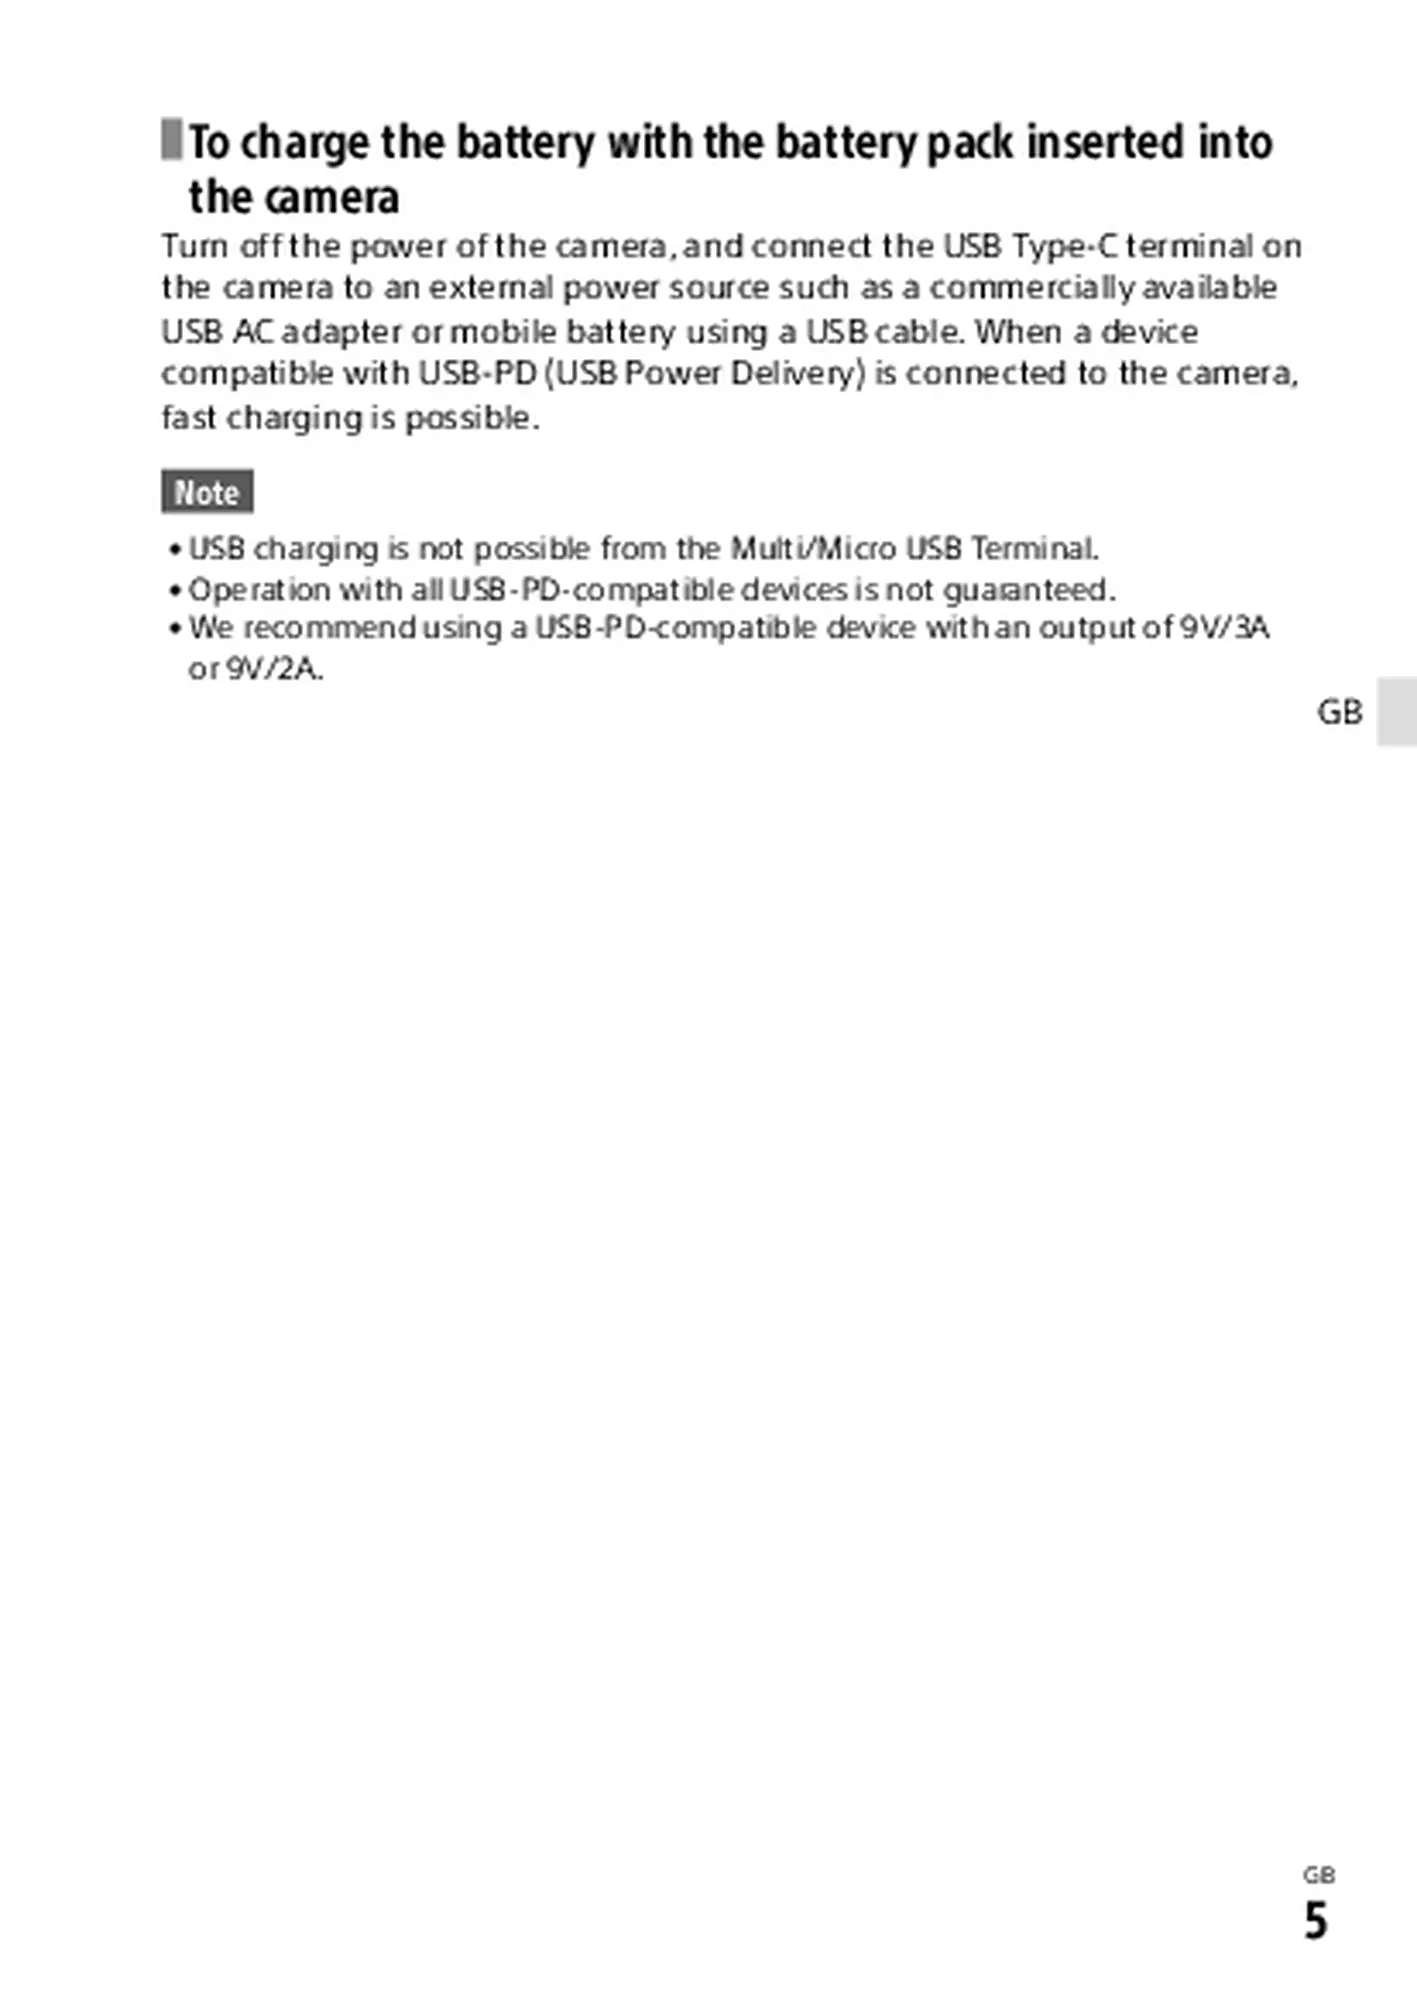 To charge the battery with the battery pack inserted into
the camera
Turn off the power of the camera, and connect the USB Type-C terminal on
the camera to an external power source such as a commercially available
USB AC adapter or mobile battery using a USB cable. When a device
compatible with USB-PD (USB Power Delivery) is connected to the camera,
fast charging is possible.
Note
• USB charging is not possible from the Multi/Micro USB Terminal.
• Operation with all USB-PD-compatible devices is not guaranteed.
• We recommend using a USB-PD-compatible device with an output of 9V/3A
or 9V/2A.
GB
GB
5